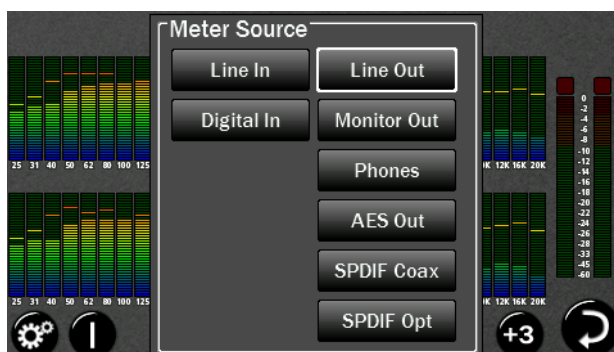 Meter Source
Line In
Line Out
Digital In
Monitor Out
Phones
AES Out
SPDIF Coax
SPDIF Opt
25 31 40 50 62 80 100 125
K 12K 16K 20K
25 31 40 50 62 80 100 125
K 12K 16K 20K
0
-2
-4
-6
-8
-10
-12
-14
-16
-18
-20
-22
-24
-28
-33
-45
-60
+3